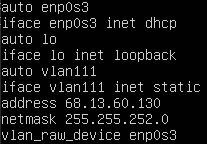 auto enp0s3
iface enp0s3 inet dhcp
auto lo
iface lo inet loopback
auto vlan111
iface vlan111 inet static
address 68.13.60.130
netmask 255.255.252.0
vlan_raw_device enp0s3